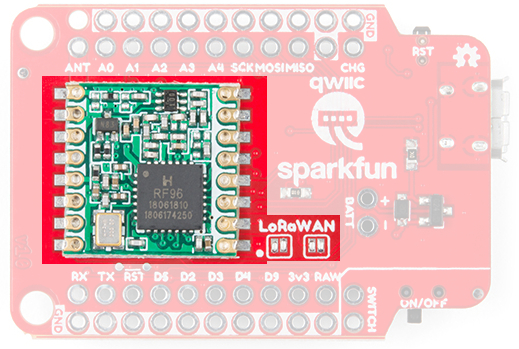 GND
RST
ANT A0 A1 A2 A3 A4 SCK MOSI MISO CHG
qwiic
sparkfun
H
RF96
18061810
1806174250
BATT
+
-
LoRaWAN
RX TX RST D5 D2 D3 D4 D9 3v3 RAW
SWITCH
ON/OFF
GND